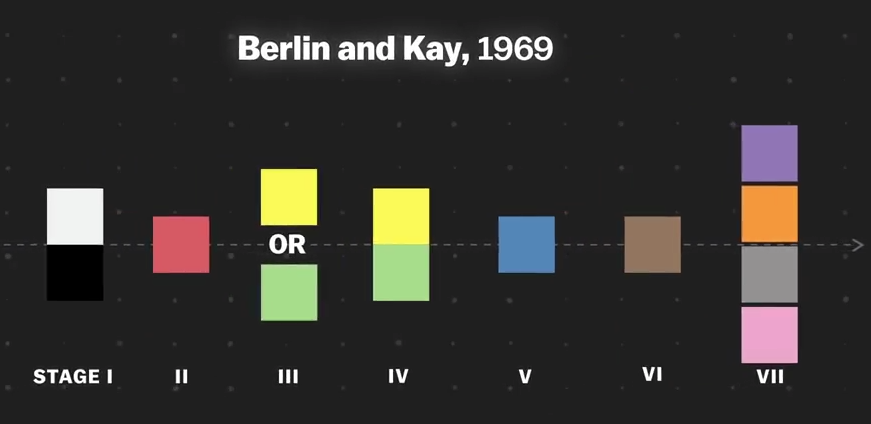 Berlin and Kay, 1969
OR
STAGE I II III IV V VI VII